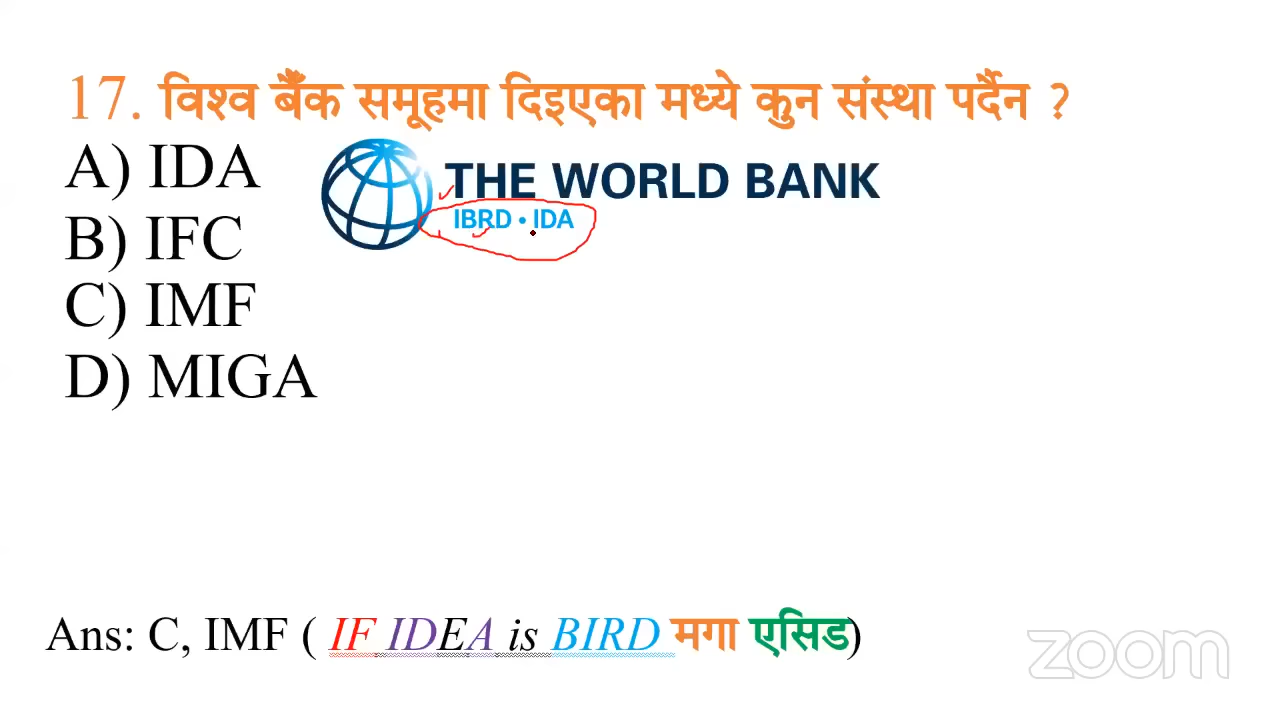 17. विश्व बैँक समूहमा दिइएका मध्ये कुन संस्था पर्दैन ?
A) IDA
THE WORLD BANK
IBRD • IDA
B) IFC
C) IMF
D) MIGA
Ans: C, IMF ( IF IDEA is BIRD मगा एसिड)
zoom